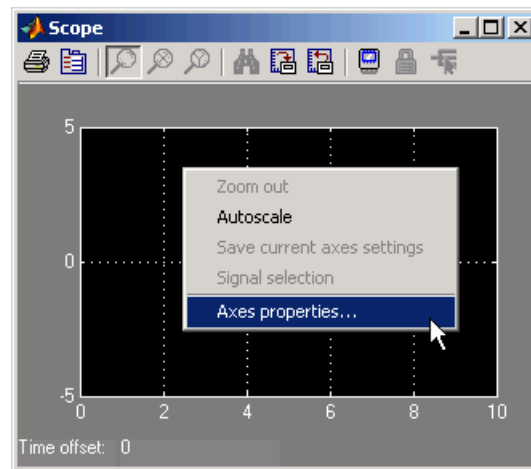 Scope
5
0
-5
Zoom out
Autoscale
Save current axes settings
Signal selection
Axes properties...
0 2 4 6 8 10
Time offset: 0